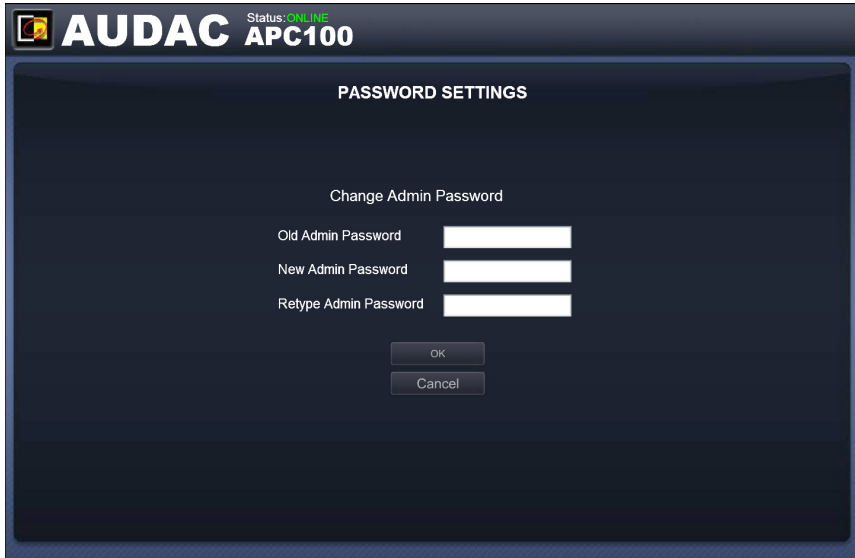 AUDAC
Status:ONLINE
APC100
PASSWORD SETTINGS
Change Admin Password
Old Admin Password
New Admin Password
Retype Admin Password
OK
Cancel